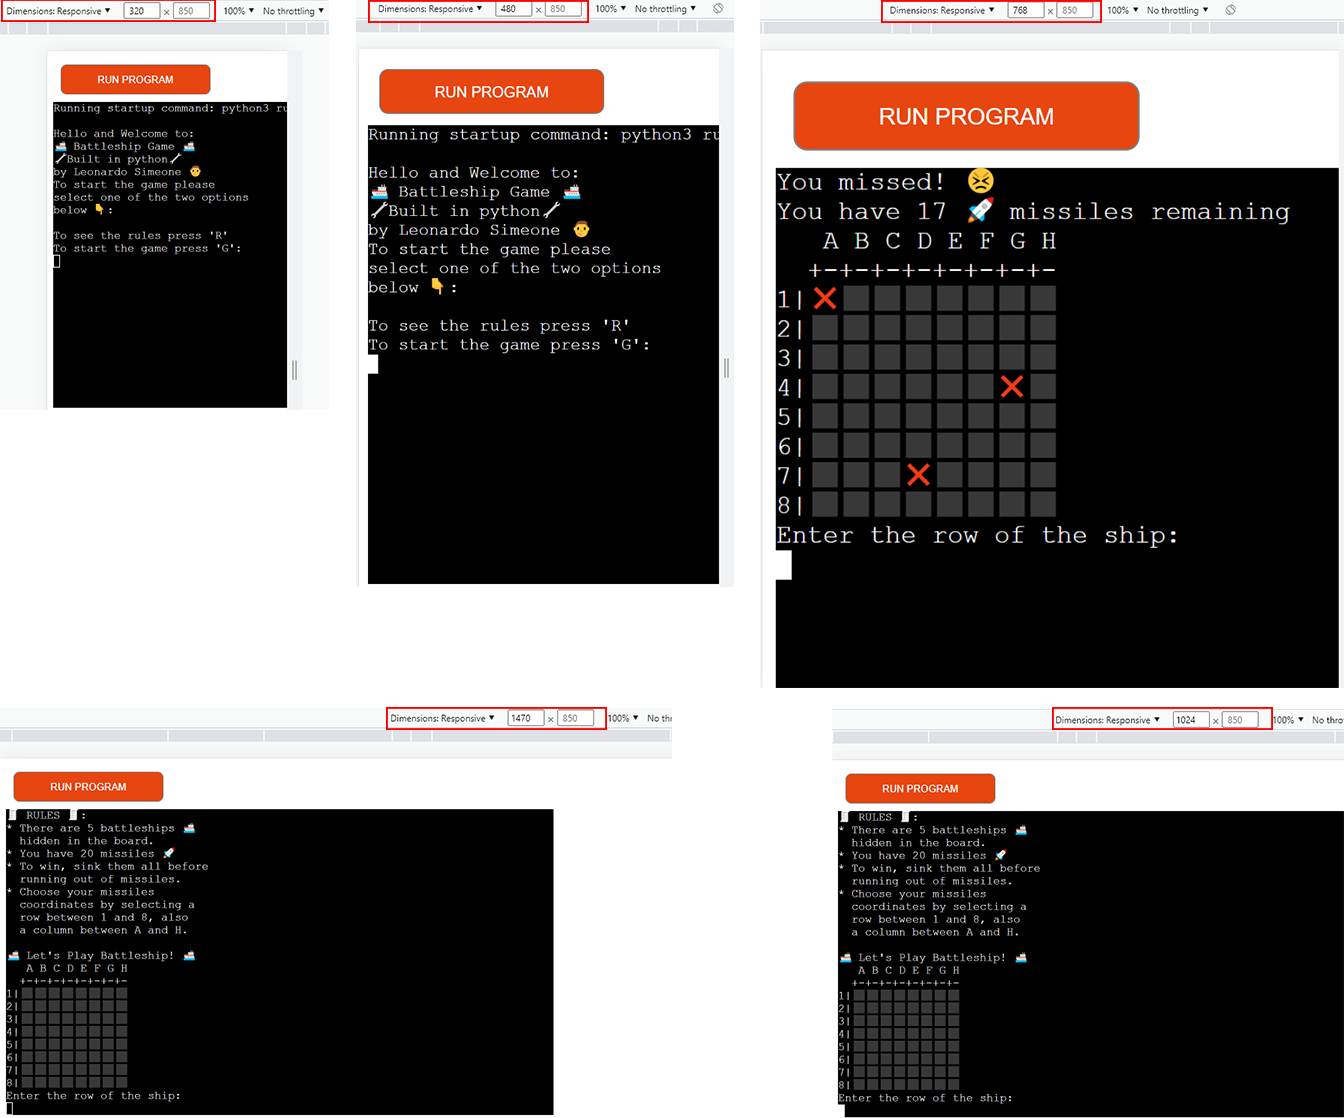 Dimensions: Responsive ▼ 320 × 850 100% ▼ No throttling ▼
RUN PROGRAM
Running startup command: python3 ru
Hello and Welcome to:
🚢 Battleship Game 🚢
🔧Built in python🔧
by Leonardo Simeone 👨
To start the game please
select one of the two options
below 👇:
To see the rules press 'R'
To start the game press 'G':
Dimensions: Responsive ▼ 480 × 850 100% ▼ No throttling ▼
RUN PROGRAM
Running startup command: python3 ru
Hello and Welcome to:
🚢 Battleship Game 🚢
🔧Built in python🔧
by Leonardo Simeone 👨
To start the game please
select one of the two options
below 👇:
To see the rules press 'R'
To start the game press 'G':
Dimensions: Responsive ▼ 768 × 850 100% ▼ No throttling ▼
RUN PROGRAM
You missed! 😣
You have 17 🚀 missiles remaining
A B C D E F G H
+-+-+-+-+-+-+-+-
1| ❌
2|
3|
4| ❌
5|
6|
7| ❌
8|
Enter the row of the ship:
Dimensions: Responsive ▼ 1470 × 850 100% ▼ No thr
RUN PROGRAM
RULES :
* There are 5 battleships 🚢
hidden in the board.
* You have 20 missiles 🚀
* To win, sink them all before
running out of missiles.
* Choose your missiles
coordinates by selecting a
row between 1 and 8, also
a column between A and H.
🚢 Let's Play Battleship! 🚢
A B C D E F G H
+-+-+-+-+-+-+-+-
1|
2|
3|
4|
5|
6|
7|
8|
Enter the row of the ship:
Dimensions: Responsive ▼ 1024 × 850 100% ▼ No thro
RUN PROGRAM
RULES :
* There are 5 battleships 🚢
hidden in the board.
* You have 20 missiles 🚀
* To win, sink them all before
running out of missiles.
* Choose your missiles
coordinates by selecting a
row between 1 and 8, also
a column between A and H.
🚢 Let's Play Battleship! 🚢
A B C D E F G H
+-+-+-+-+-+-+-+-
1|
2|
3|
4|
5|
6|
7|
8|
Enter the row of the ship: